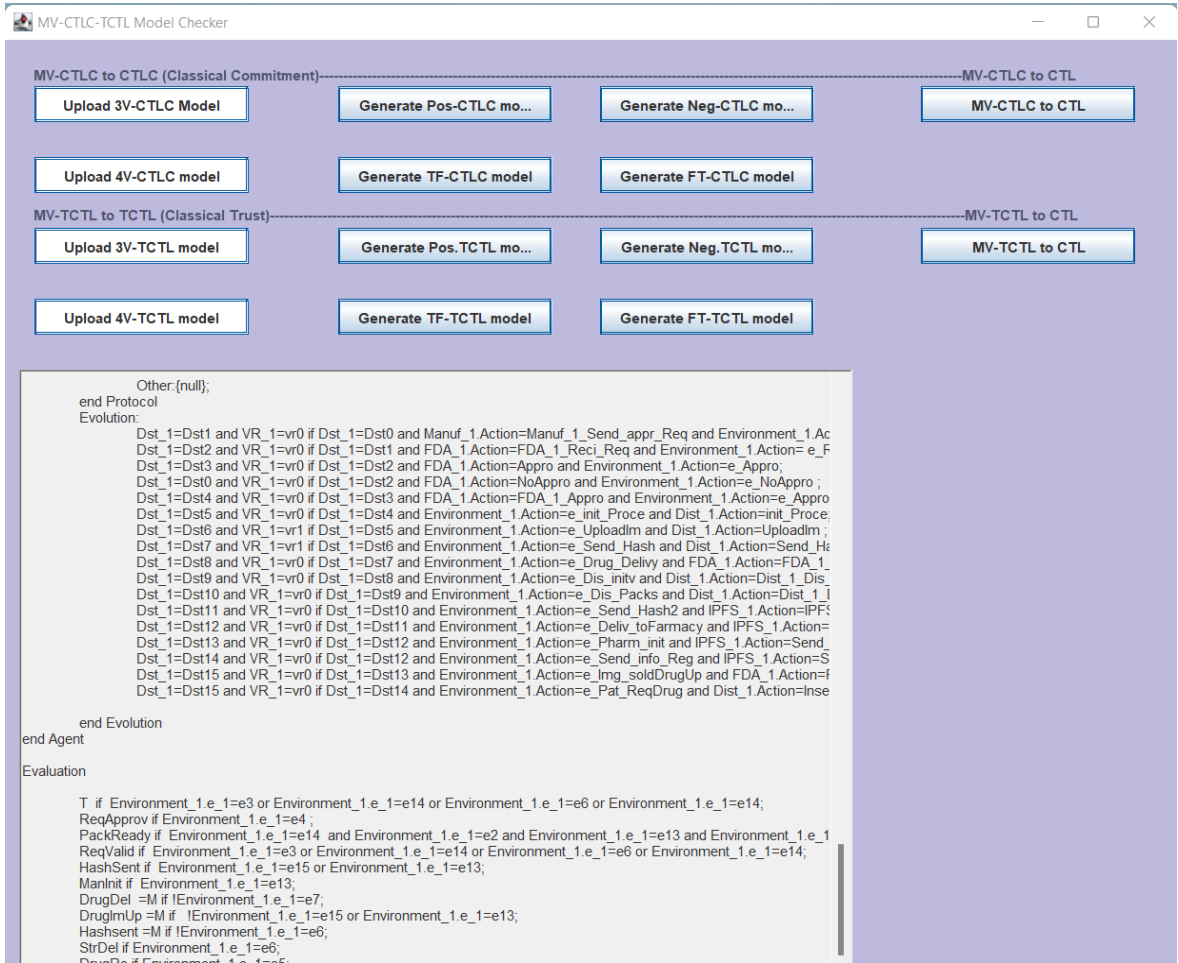 MV-CTLC-TCTL Model Checker
MV-CTLC to CTLC (Classical Commitment)--------------------MV-CTLC to CTL
Upload 3V-CTLC Model Generate Pos-CTLC mo... Generate Neg-CTLC mo... MV-CTLC to CTL
Upload 4V-CTLC model Generate TF-CTLC model Generate FT-CTLC model
MV-TCTL to TCTL (Classical Trust)--------------------MV-TCTL to CTL
Upload 3V-TCTL model Generate Pos.TCTL mo... Generate Neg.TCTL mo... MV-TCTL to CTL
Upload 4V-TCTL model Generate TF-TCTL model Generate FT-TCTL model
Other:{null};
end Protocol
Evolution:
Dst_1=Dst1 and VR_1=vr0 if Dst_1=Dst0 and Manuf_1.Action=Manuf_1_Send_appr_Req and Environment_1.Ac
Dst_1=Dst2 and VR_1=vr0 if Dst_1=Dst1 and FDA_1.Action=FDA_1_Reci_Req and Environment_1.Action= e_R
Dst_1=Dst3 and VR_1=vr0 if Dst_1=Dst2 and FDA_1.Action=Appro and Environment_1.Action=e_Appro;
Dst_1=Dst0 and VR_1=vr0 if Dst_1=Dst2 and FDA_1.Action=NoAppro and Environment_1.Action=e_NoAppro ;
Dst_1=Dst4 and VR_1=vr0 if Dst_1=Dst3 and FDA_1.Action=FDA_1_Appro and Environment_1.Action=e_Appro
Dst_1=Dst5 and VR_1=vr0 if Dst_1=Dst4 and Environment_1.Action=e_init_Proce and Dist_1.Action=init_Proce;
Dst_1=Dst6 and VR_1=vr1 if Dst_1=Dst5 and Environment_1.Action=e_UploadIm and Dist_1.Action=UploadIm ;
Dst_1=Dst7 and VR_1=vr1 if Dst_1=Dst6 and Environment_1.Action=e_Send_Hash and Dist_1.Action=Send_Ha
Dst_1=Dst8 and VR_1=vr0 if Dst_1=Dst7 and Environment_1.Action=e_Drug_Delivy and FDA_1.Action=FDA_1_
Dst_1=Dst9 and VR_1=vr0 if Dst_1=Dst8 and Environment_1.Action=e_Dis_initv and Dist_1.Action=Dist_1_Dis_
Dst_1=Dst10 and VR_1=vr0 if Dst_1=Dst9 and Environment_1.Action=e_Dis_Packs and Dist_1.Action=Dist_1_
Dst_1=Dst11 and VR_1=vr0 if Dst_1=Dst10 and Environment_1.Action=e_Send_Hash2 and IPFS_1.Action=IPFS
Dst_1=Dst12 and VR_1=vr0 if Dst_1=Dst11 and Environment_1.Action=e_Deliv_toFarmacy and IPFS_1.Action=
Dst_1=Dst13 and VR_1=vr0 if Dst_1=Dst12 and Environment_1.Action=e_Pharm_init and IPFS_1.Action=Send_
Dst_1=Dst14 and VR_1=vr0 if Dst_1=Dst12 and Environment_1.Action=e_Send_info_Reg and IPFS_1.Action=S
Dst_1=Dst15 and VR_1=vr0 if Dst_1=Dst13 and Environment_1.Action=e_Img_soldDrugUp and FDA_1.Action=
Dst_1=Dst15 and VR_1=vr0 if Dst_1=Dst14 and Environment_1.Action=e_Pat_ReqDrug and Dist_1.Action=Inse
end Evolution
end Agent
Evaluation
T if Environment_1.e_1=e3 or Environment_1.e_1=e14 or Environment_1.e_1=e6 or Environment_1.e_1=e14;
ReqApprov if Environment_1.e_1=e4 ;
PackReady if Environment_1.e_1=e14 and Environment_1.e_1=e2 and Environment_1.e_1=e13 and Environment_1.e_1
ReqValid if Environment_1.e_1=e3 or Environment_1.e_1=e14 or Environment_1.e_1=e6 or Environment_1.e_1=e14;
HashSent if Environment_1.e_1=e15 or Environment_1.e_1=e13;
ManInit if Environment_1.e_1=e13;
DrugDel =M if !Environment_1.e_1=e7;
DrugImUp =M if !Environment_1.e_1=e15 or Environment_1.e_1=e13;
Hashsent =M if !Environment_1.e_1=e6;
StrDel if Environment_1.e_1=e6;
DrugRe if Environment_1.e_1=e5;